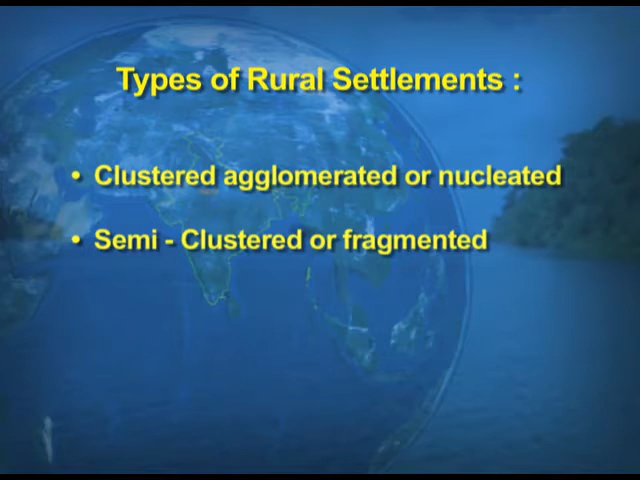 Types of Rural Settlements :
• Clustered agglomerated or nucleated
• Semi - Clustered or fragmented